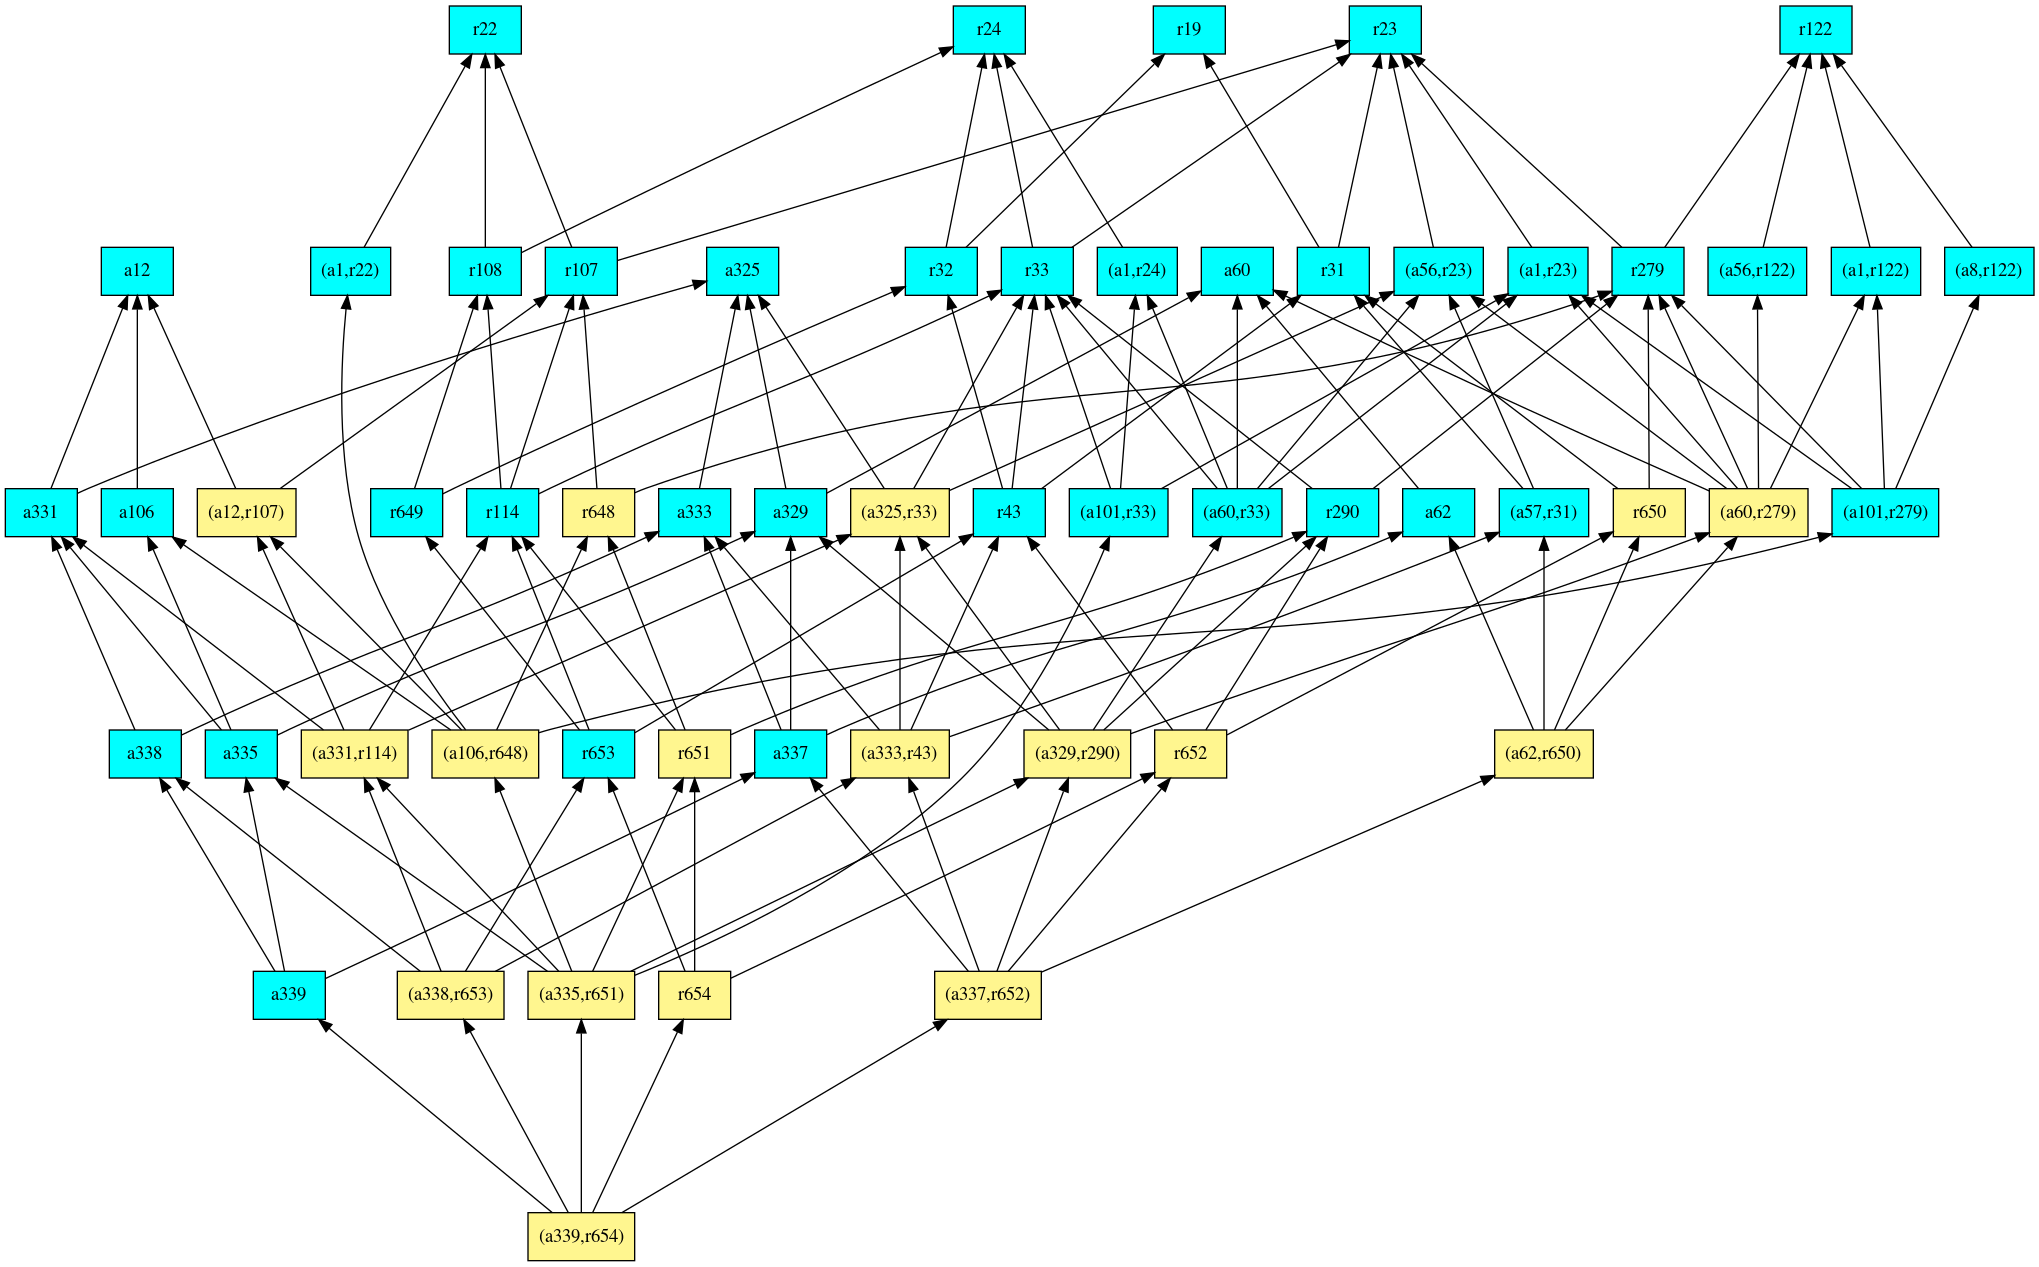 r22
r24
r19
r23
r122
a12
(a1,r22)
r108
r107
a325
r32
r33
(a1,r24)
a60
r31
(a56,r23)
(a1,r23)
r279
(a56,r122)
(a1,r122)
(a8,r122)
a331
a106
(a12,r107)
r649
r114
r648
a333
a329
(a325,r33)
r43
(a101,r33)
(a60,r33)
r290
a62
(a57,r31)
r650
(a60,r279)
(a101,r279)
a338
a335
(a331,r114)
(a106,r648)
r653
r651
a337
(a333,r43)
(a329,r290)
r652
(a62,r650)
a339
(a338,r653)
(a335,r651)
r654
(a337,r652)
(a339,r654)